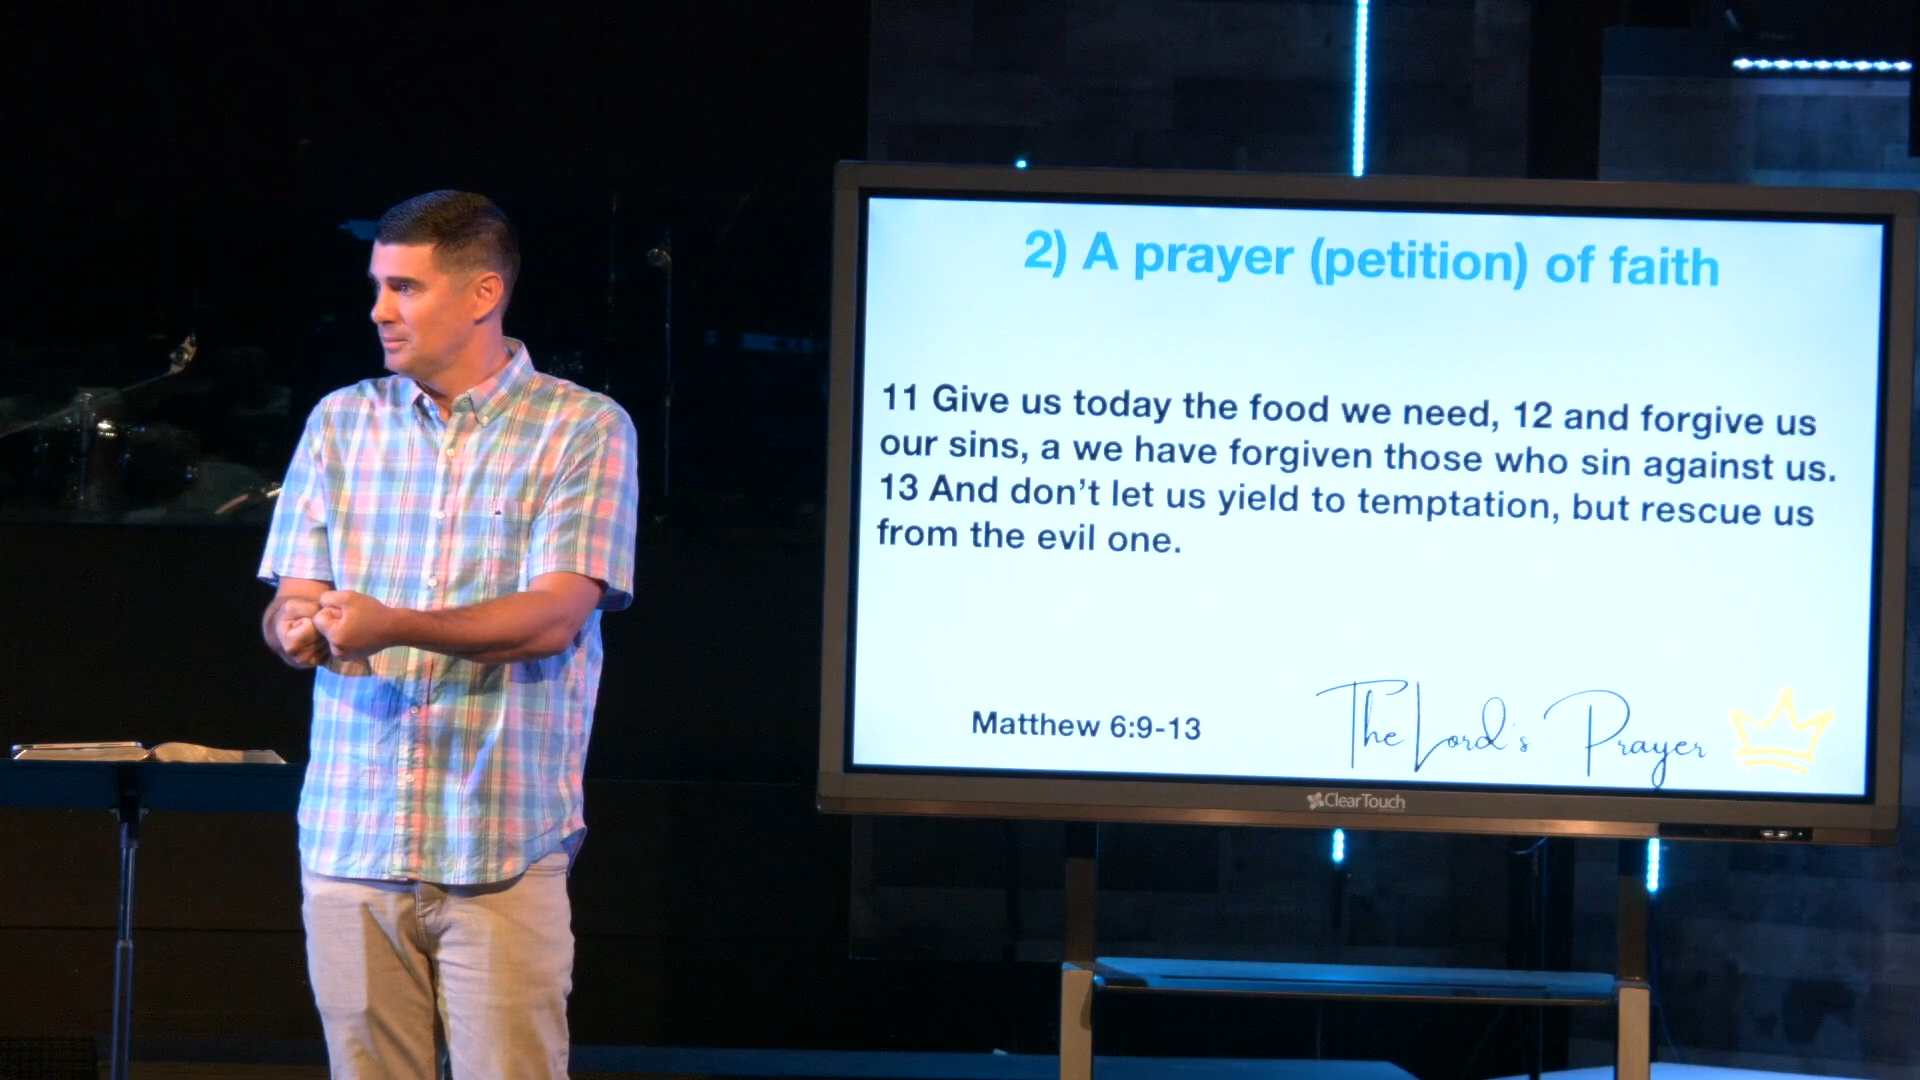 2) A prayer (petition) of faith
11 Give us today the food we need, 12 and forgive us
our sins, a we have forgiven those who sin against us.
13 And don't let us yield to temptation, but rescue us
from the evil one.
Matthew 6:9-13
The Lord's Prayer
ClearTouch